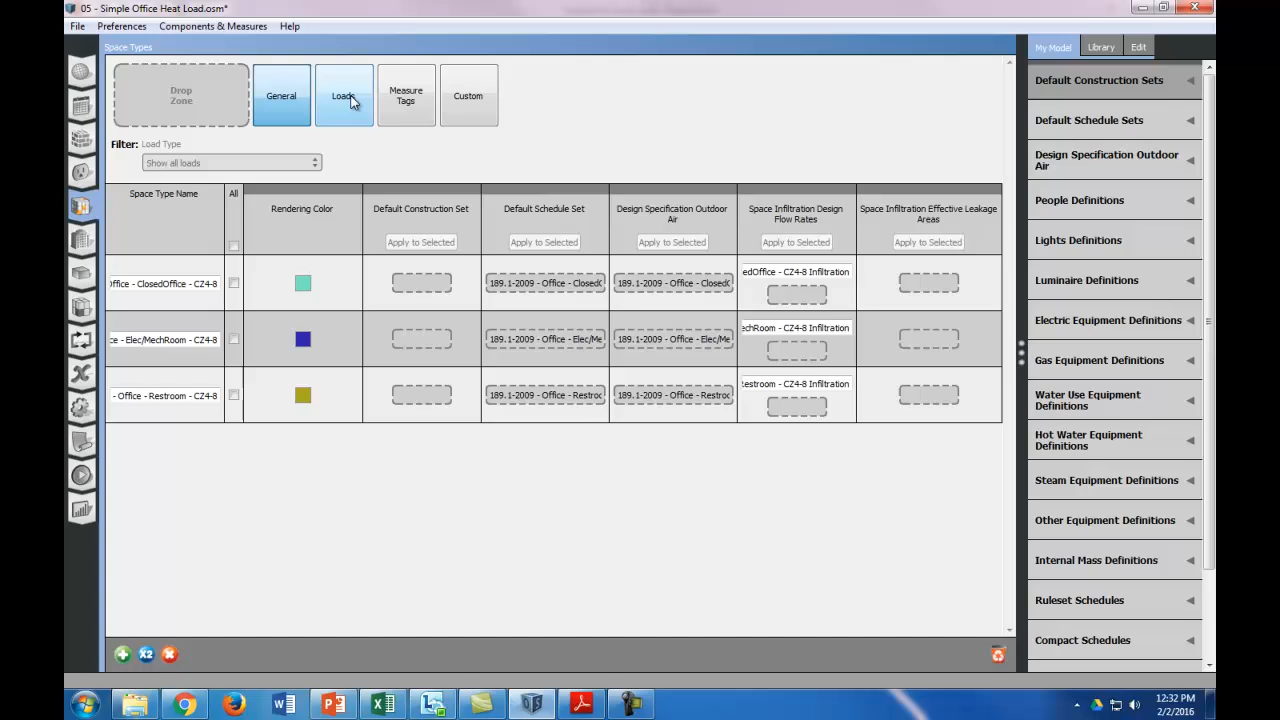 05 - Simple Office Heat Load.osm*
File Preferences Components & Measures Help
Space Types
My Model Library Edit
Drop
Zone
General
Loads
Measure
Tags
Custom
Filter: Load Type
Show all loads
Space Type Name
All
Rendering Color
Default Construction Set
Apply to Selected
Default Schedule Set
Apply to Selected
Design Specification Outdoor
Air
Apply to Selected
Space Infiltration Design
Flow Rates
Apply to Selected
Space Infiltration Effective Leakage
Areas
Apply to Selected
Office - ClosedOffice - CZ4-8
189.1-2009 - Office - ClosedO
189.1-2009 - Office - ClosedO
edOffice - CZ4-8 Infiltration
ce - Elec/MechRoom - CZ4-8
189.1-2009 - Office - Elec/Me
189.1-2009 - Office - Elec/Me
echRoom - CZ4-8 Infiltration
- Office - Restroom - CZ4-8
189.1-2009 - Office - Restroo
189.1-2009 - Office - Restroo
Restroom - CZ4-8 Infiltration
Default Construction Sets
Default Schedule Sets
Design Specification Outdoor
Air
People Definitions
Lights Definitions
Luminaire Definitions
Electric Equipment Definitions
Gas Equipment Definitions
Water Use Equipment
Definitions
Hot Water Equipment
Definitions
Steam Equipment Definitions
Other Equipment Definitions
Internal Mass Definitions
Ruleset Schedules
Compact Schedules
X2
12:32 PM
2/2/2016